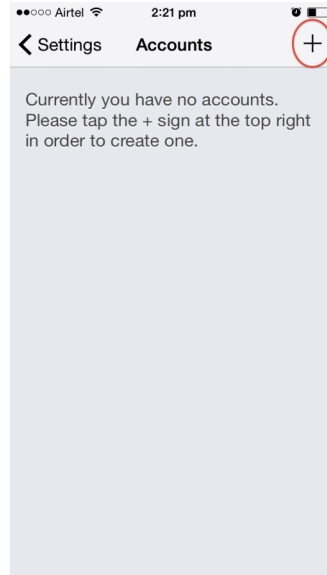 Airtel 2:21 pm
Settings Accounts +
Currently you have no accounts.
Please tap the + sign at the top right
in order to create one.